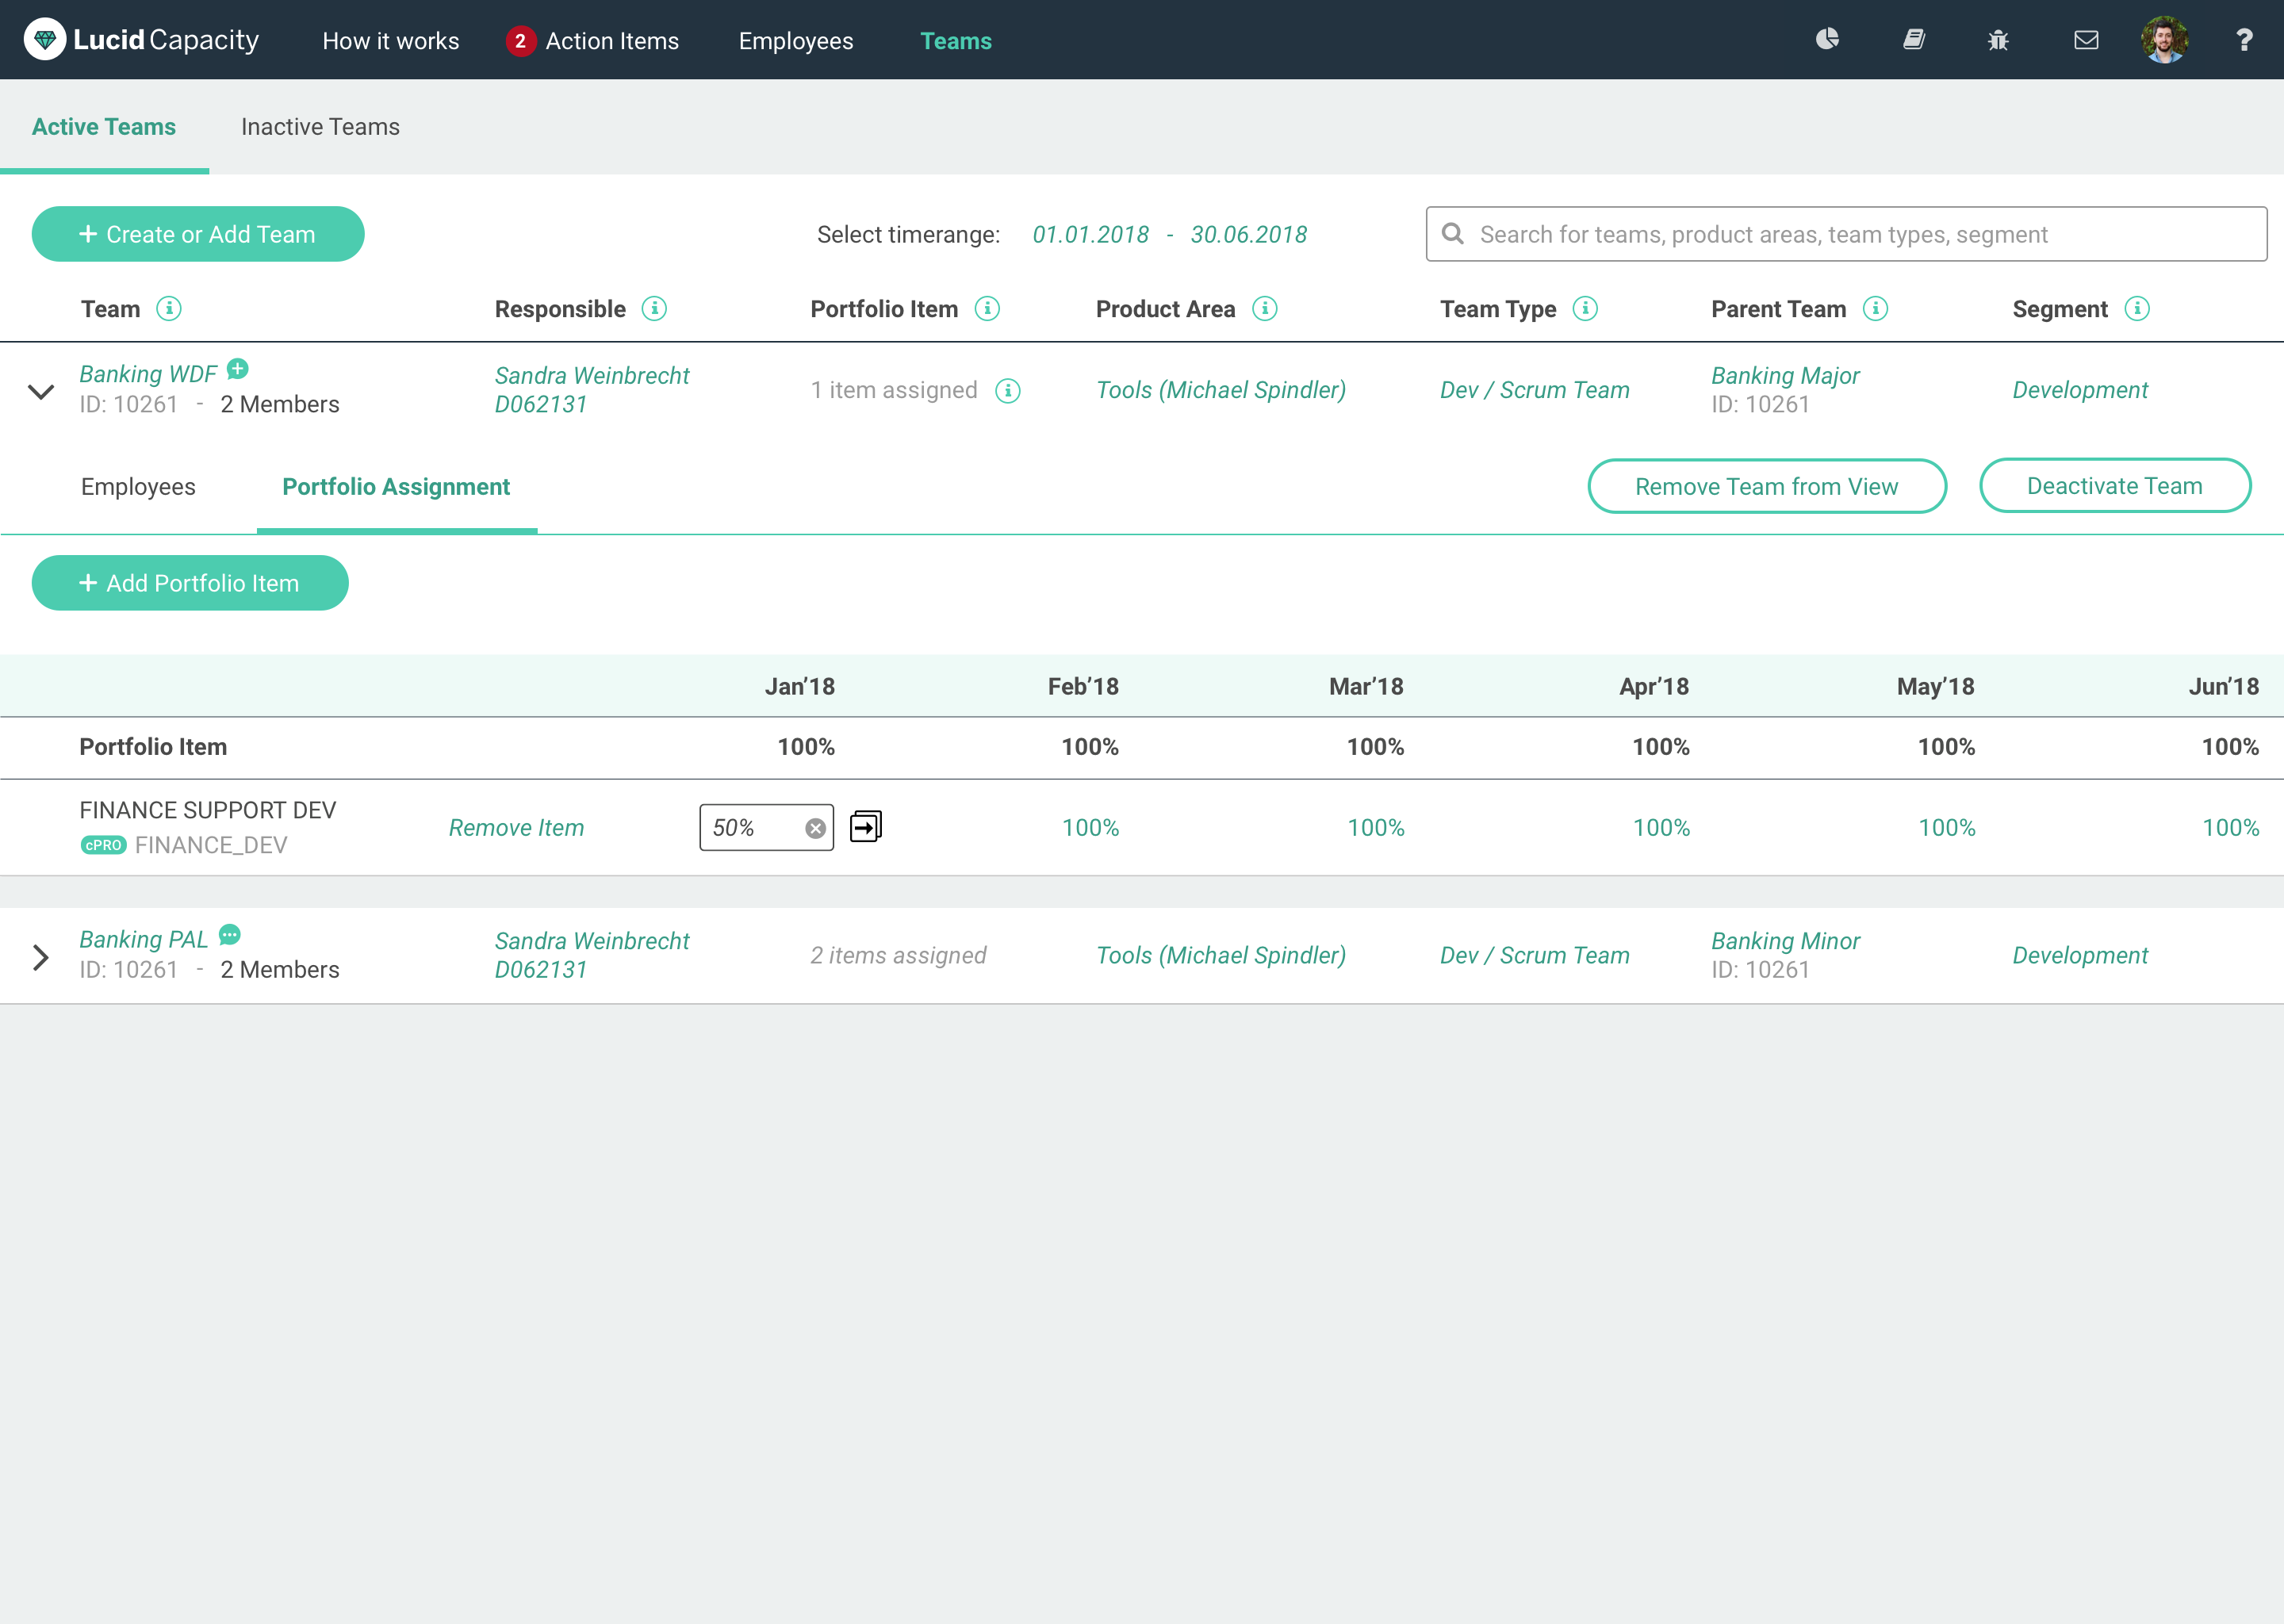 Lucid Capacity How it works 2 Action Items Employees Teams ?
Active Teams Inactive Teams
+ Create or Add Team Select timerange: 01.01.2018 - 30.06.2018 Search for teams, product areas, team types, segment
Team i Responsible i Portfolio Item i Product Area i Team Type i Parent Team i Segment i
Banking WDF Sandra Weinbrecht 1 item assigned i Tools (Michael Spindler) Dev / Scrum Team Banking Major Development
ID: 10261 - 2 Members D062131 ID: 10261
Employees Portfolio Assignment Remove Team from View Deactivate Team
+ Add Portfolio Item
Jan’18 Feb’18 Mar’18 Apr’18 May’18 Jun’18
Portfolio Item 100% 100% 100% 100% 100% 100%
FINANCE SUPPORT DEV Remove Item 50% 100% 100% 100% 100% 100%
cPRO FINANCE_DEV
Banking PAL Sandra Weinbrecht 2 items assigned Tools (Michael Spindler) Dev / Scrum Team Banking Minor Development
ID: 10261 - 2 Members D062131 ID: 10261